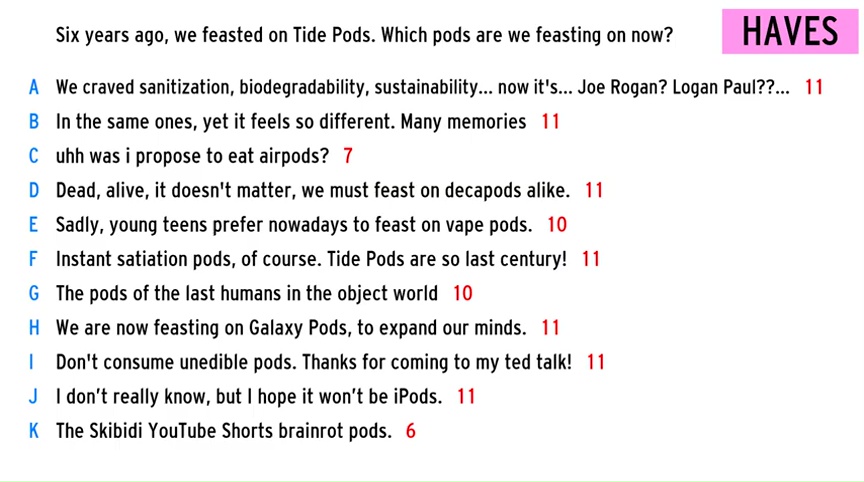 Six years ago, we feasted on Tide Pods. Which pods are we feasting on now?
HAVES
A We craved sanitization, biodegradability, sustainability... now it's... Joe Rogan? Logan Paul??... 11
B In the same ones, yet it feels so different. Many memories 11
C uhh was i propose to eat airpods? 7
D Dead, alive, it doesn't matter, we must feast on decapods alike. 11
E Sadly, young teens prefer nowadays to feast on vape pods. 10
F Instant satiation pods, of course. Tide Pods are so last century! 11
G The pods of the last humans in the object world 10
H We are now feasting on Galaxy Pods, to expand our minds. 11
I Don't consume unedible pods. Thanks for coming to my ted talk! 11
J I don’t really know, but I hope it won’t be iPods. 11
K The Skibidi YouTube Shorts brainrot pods. 6